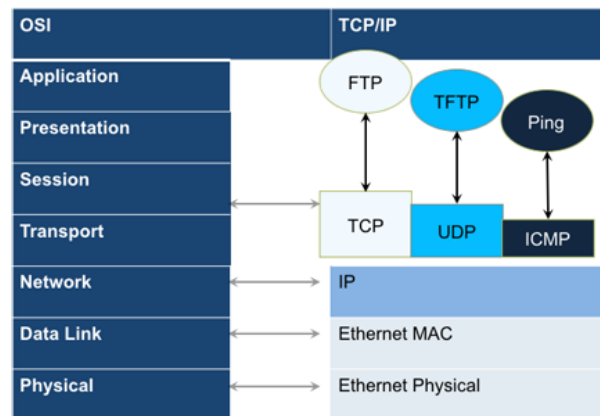 OSI
TCP/IP
Application
FTP
TFTP
Ping
Presentation
Session
TCP
UDP
ICMP
Transport
Network
IP
Data Link
Ethernet MAC
Physical
Ethernet Physical